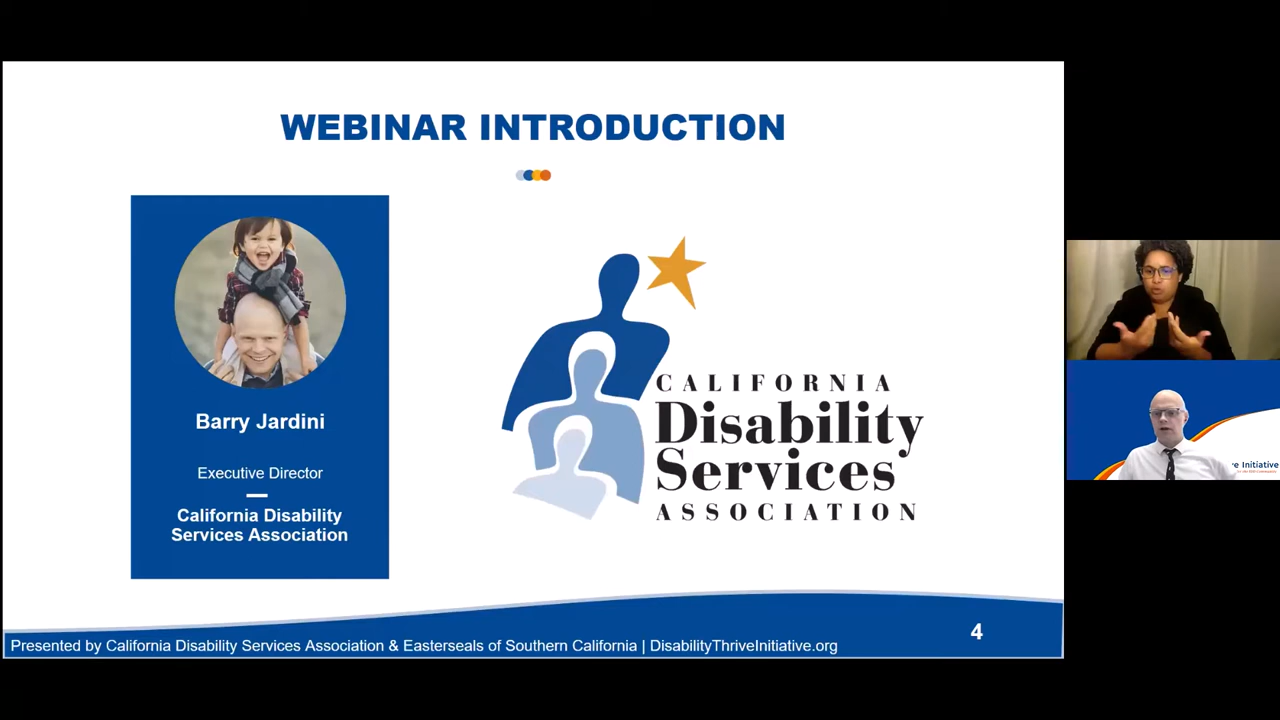 WEBINAR INTRODUCTION
Barry Jardini
Executive Director
California Disability
Services Association
CALIFORNIA
Disability
Services
ASSOCIATION
Presented by California Disability Services Association & Easterseals of Southern California | DisabilityThriveInitiative.org
4
re Initiative